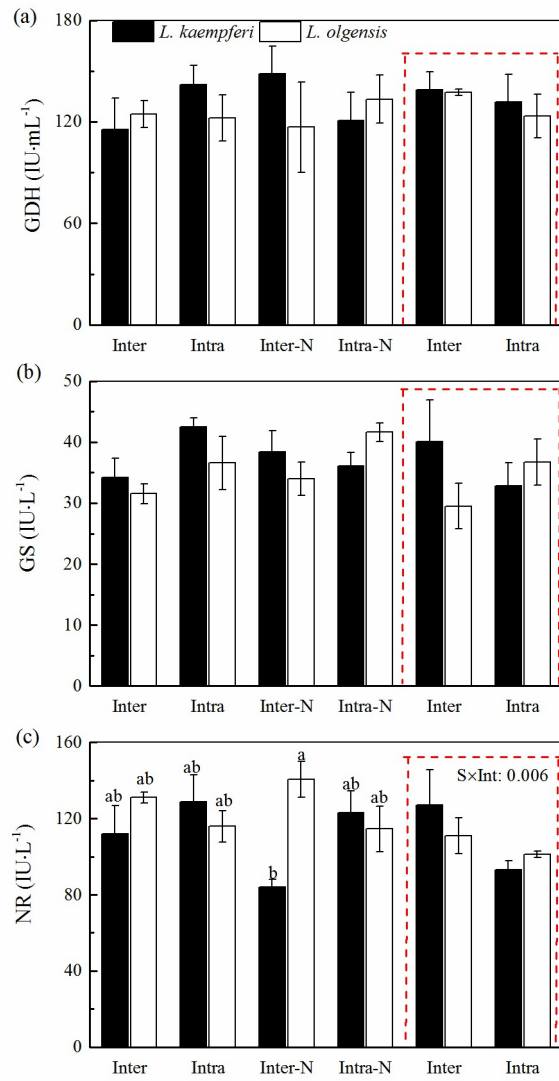 (a)
L. kaempferi L. olgensis
180
120
60
0
GDH (IU·mL⁻¹)
Inter Intra Inter-N Intra-N Inter Intra
(b)
50
40
30
20
10
0
GS (IU·L⁻¹)
Inter Intra Inter-N Intra-N Inter Intra
(c)
160
120
80
40
0
NR (IU·L⁻¹)
ab ab ab ab b a ab ab
S×Int: 0.006
Inter Intra Inter-N Intra-N Inter Intra